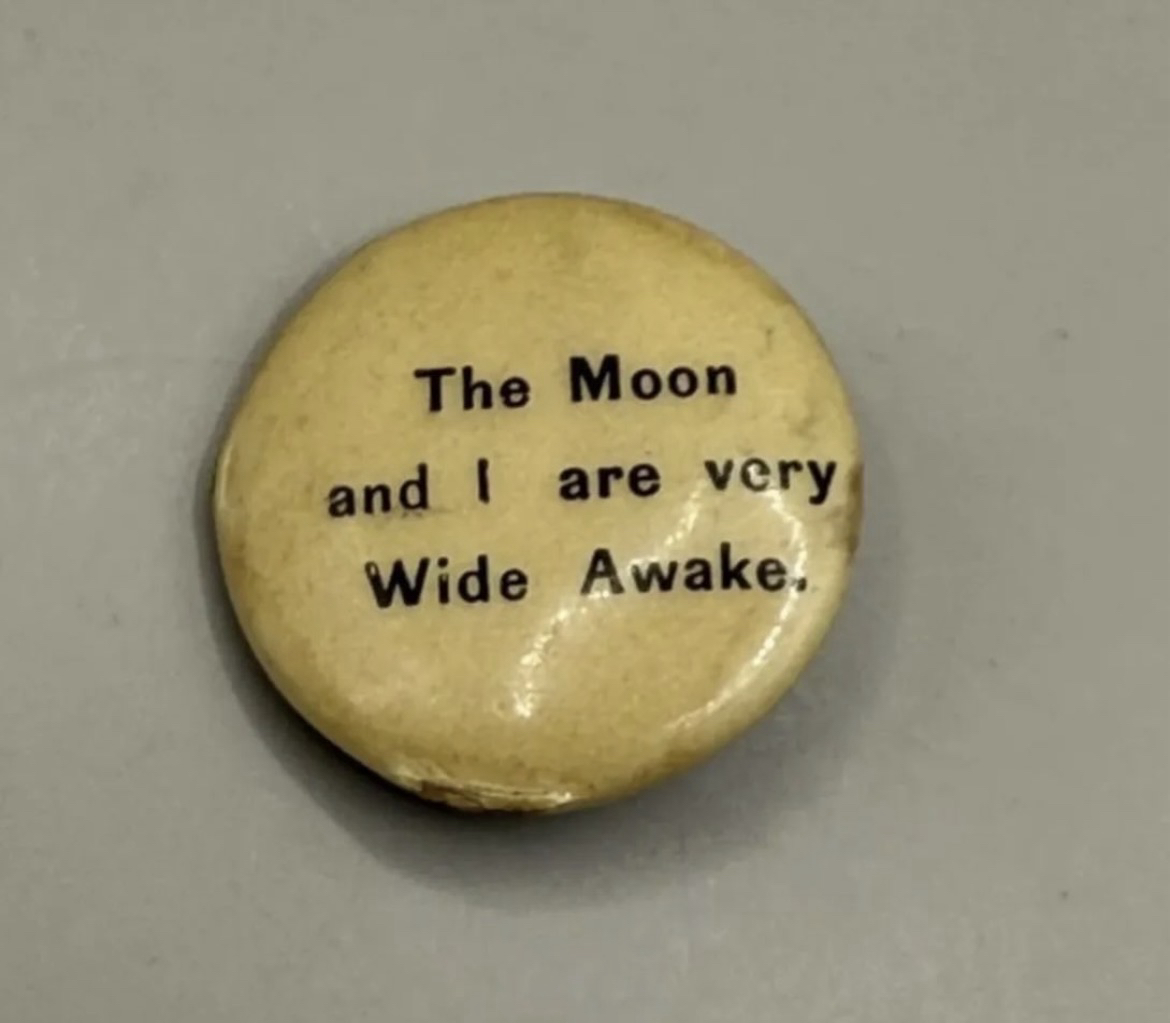 The Moon
and I are very
Wide Awake.